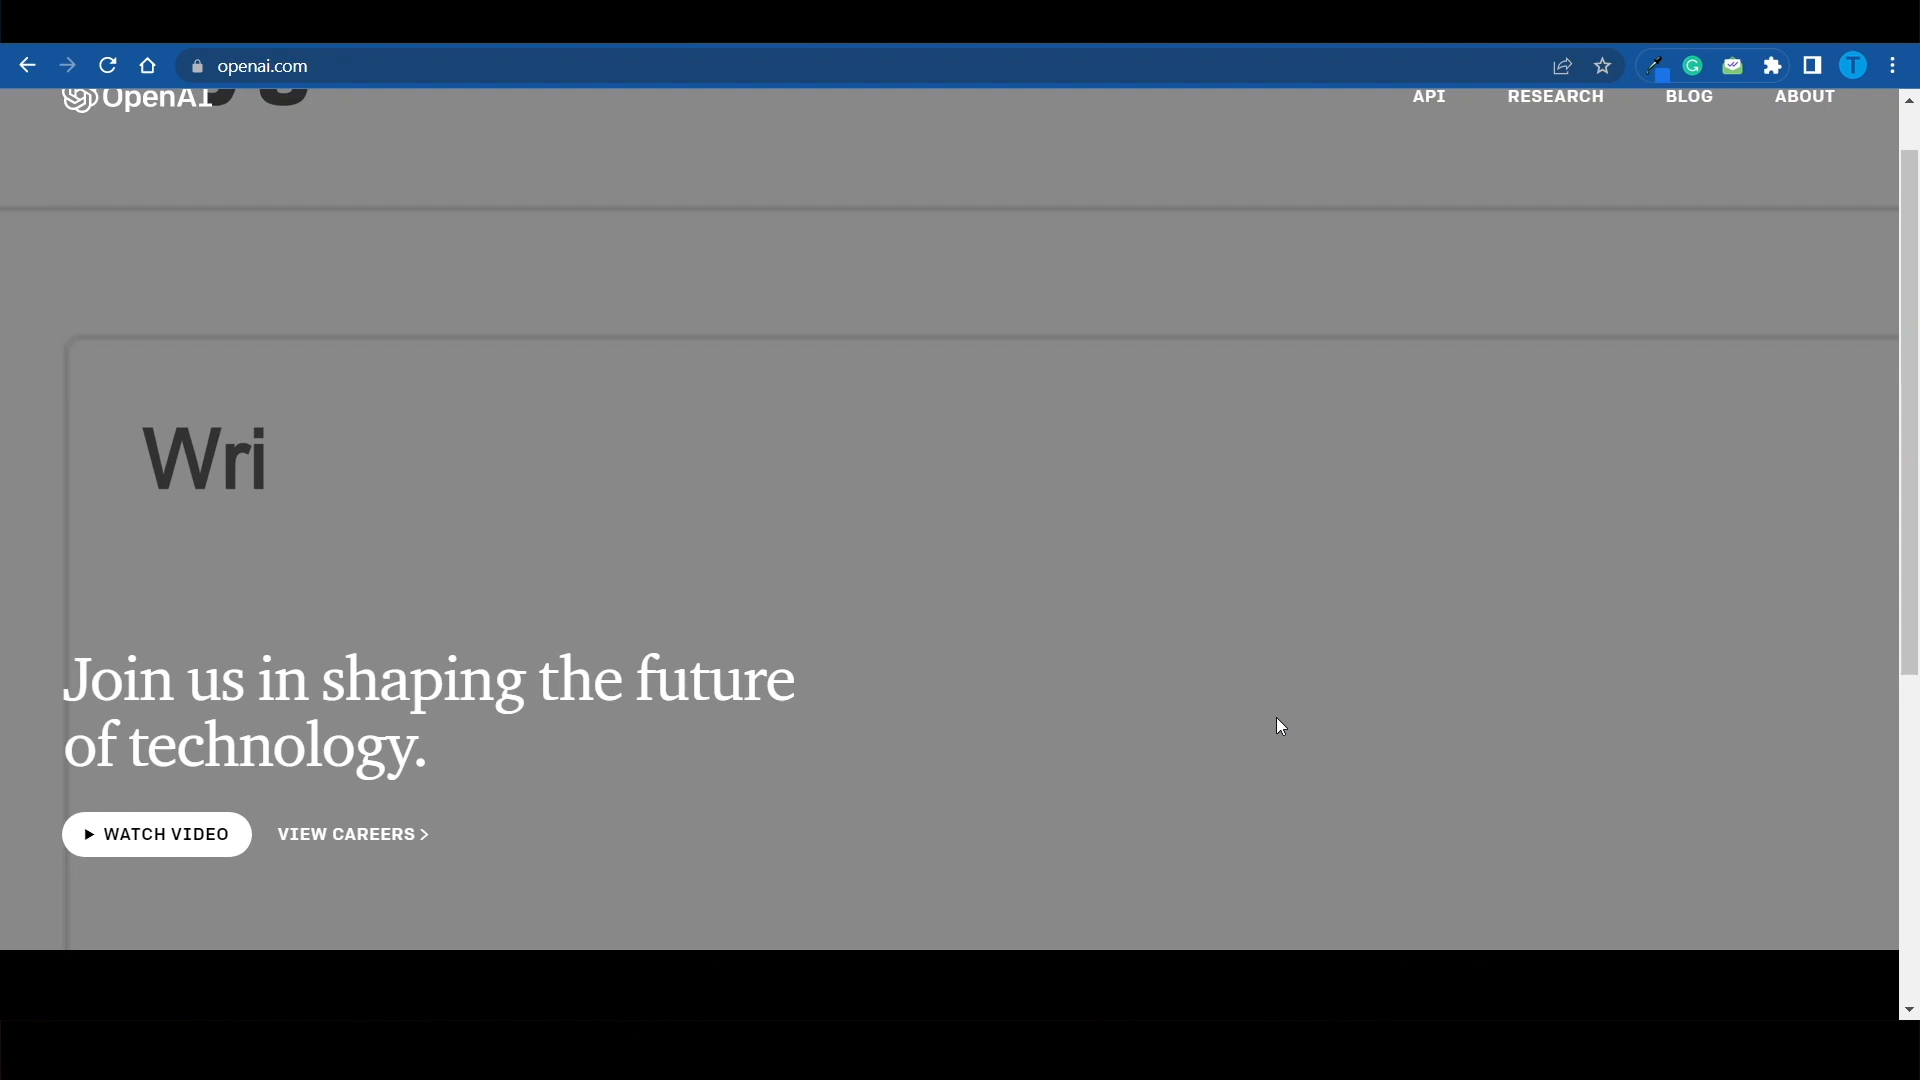 openai.com
T
OpenAI
API RESEARCH BLOG ABOUT
Wri
Join us in shaping the future
of technology.
WATCH VIDEO VIEW CAREERS >